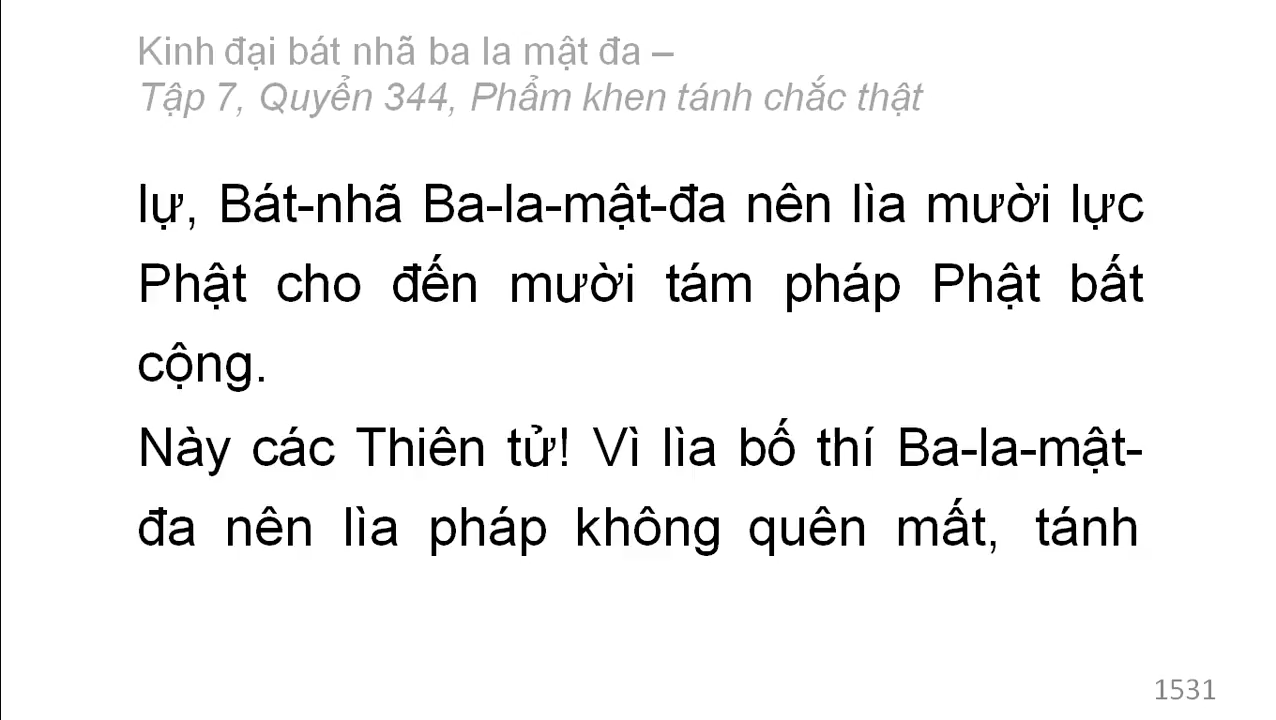 Kinh đại bát nhã ba la mật đa –
Tập 7, Quyển 344, Phẩm khen tánh chắc thật
lự, Bát-nhã Ba-la-mật-đa nên lìa mười lực
Phật cho đến mười tám pháp Phật bất
cộng.
Này các Thiên tử! Vì lìa bố thí Ba-la-mật-
đa nên lìa pháp không quên mất, tánh
1531